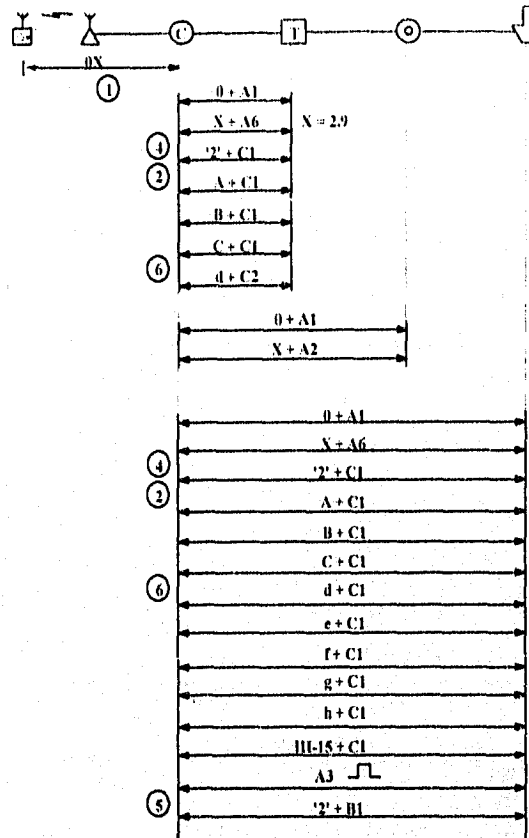 C
T
0X
1
0 + A1
X + A6 X = 2.9
4
'2' + C1
2
A + C1
B + C1
C + C1
6
d + C2
0 + A1
X + A2
0 + A1
X + A6
4
'2' + C1
2
A + C1
B + C1
C + C1
6
d + C1
e + C1
f + C1
g + C1
h + C1
III-15 + C1
A3
5
'2' + B1